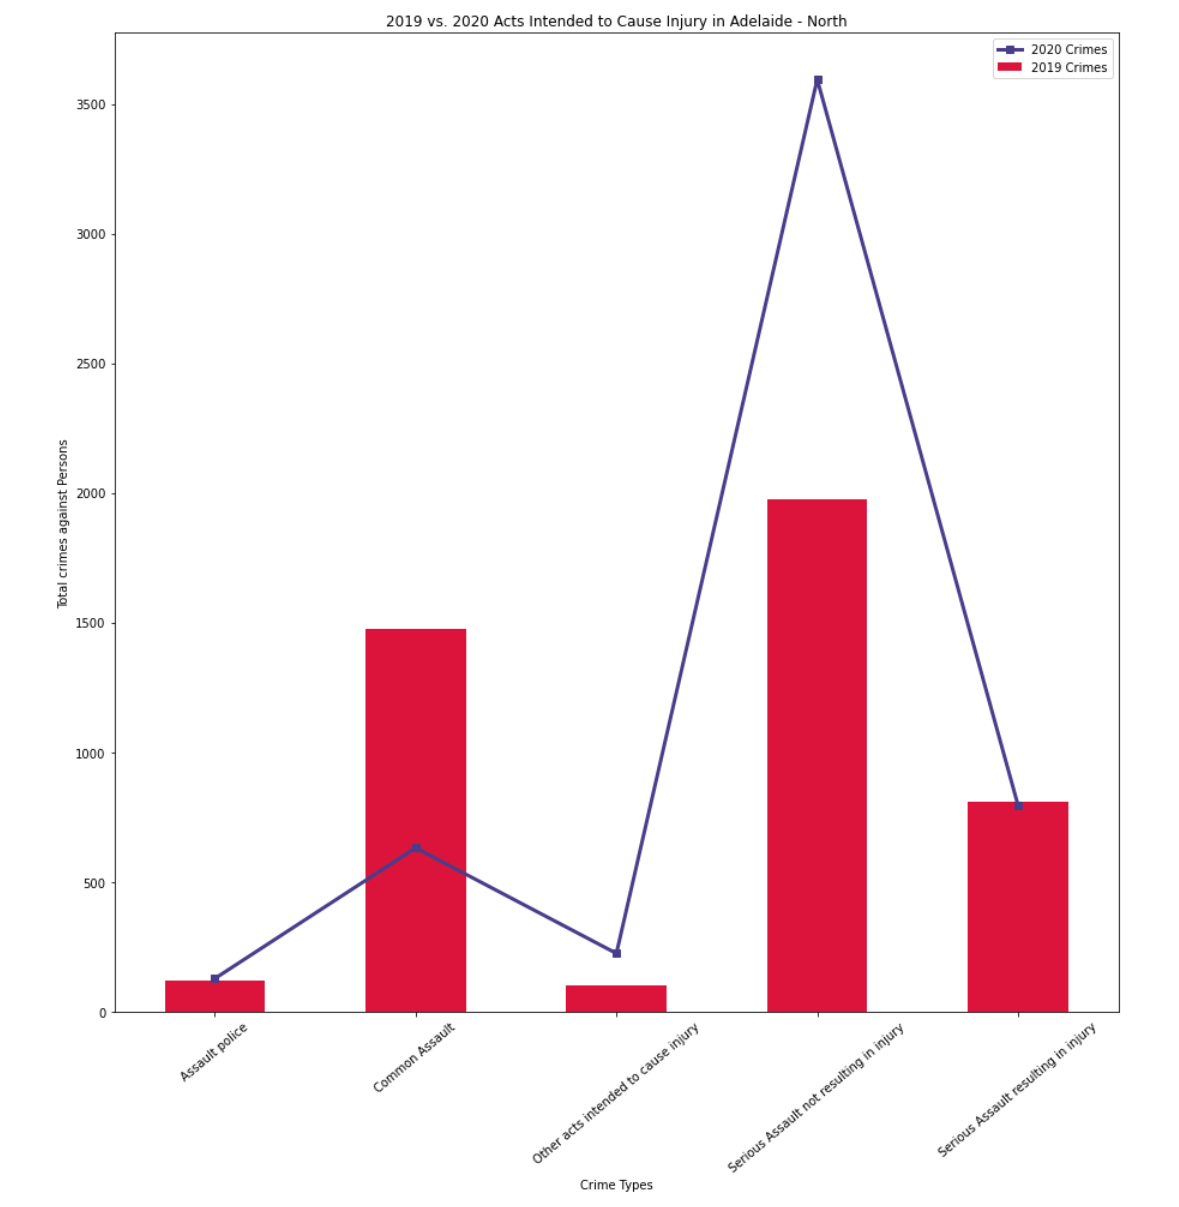 2019 vs. 2020 Acts Intended to Cause Injury in Adelaide - North
2020 Crimes
2019 Crimes
3500
3000
2500
2000
1500
1000
500
0
Total crimes against Persons
Assault police
Common Assault
Other acts intended to cause injury
Serious Assault not resulting in injury
Serious Assault resulting in injury
Crime Types